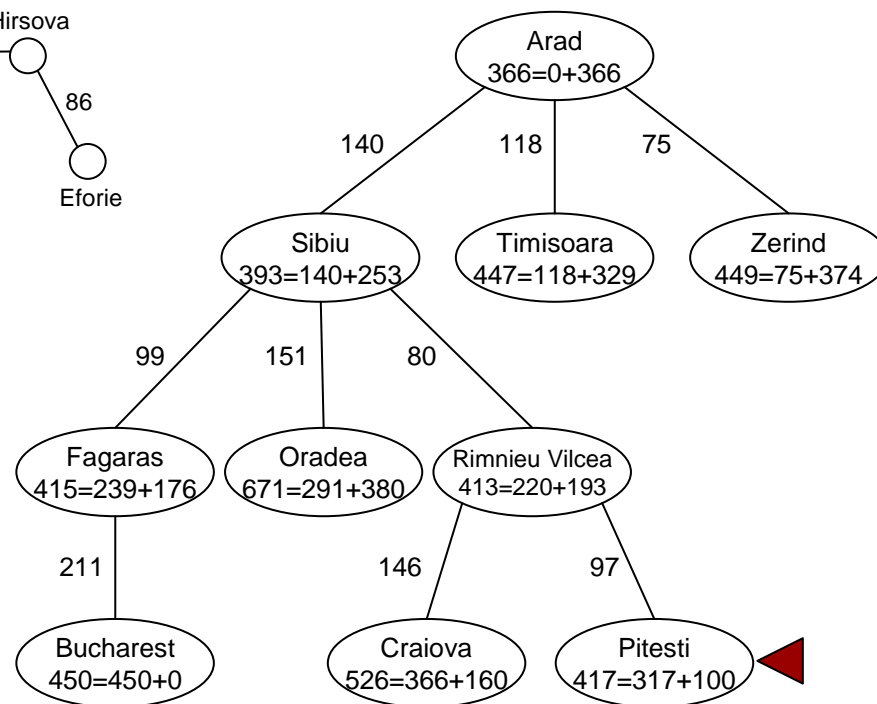 Hirsova
86
Eforie
Arad
366=0+366
140
118
75
Sibiu
393=140+253
Timisoara
447=118+329
Zerind
449=75+374
99
151
80
Fagaras
415=239+176
Oradea
671=291+380
Rimnieu Vilcea
413=220+193
211
146
97
Bucharest
450=450+0
Craiova
526=366+160
Pitesti
417=317+100